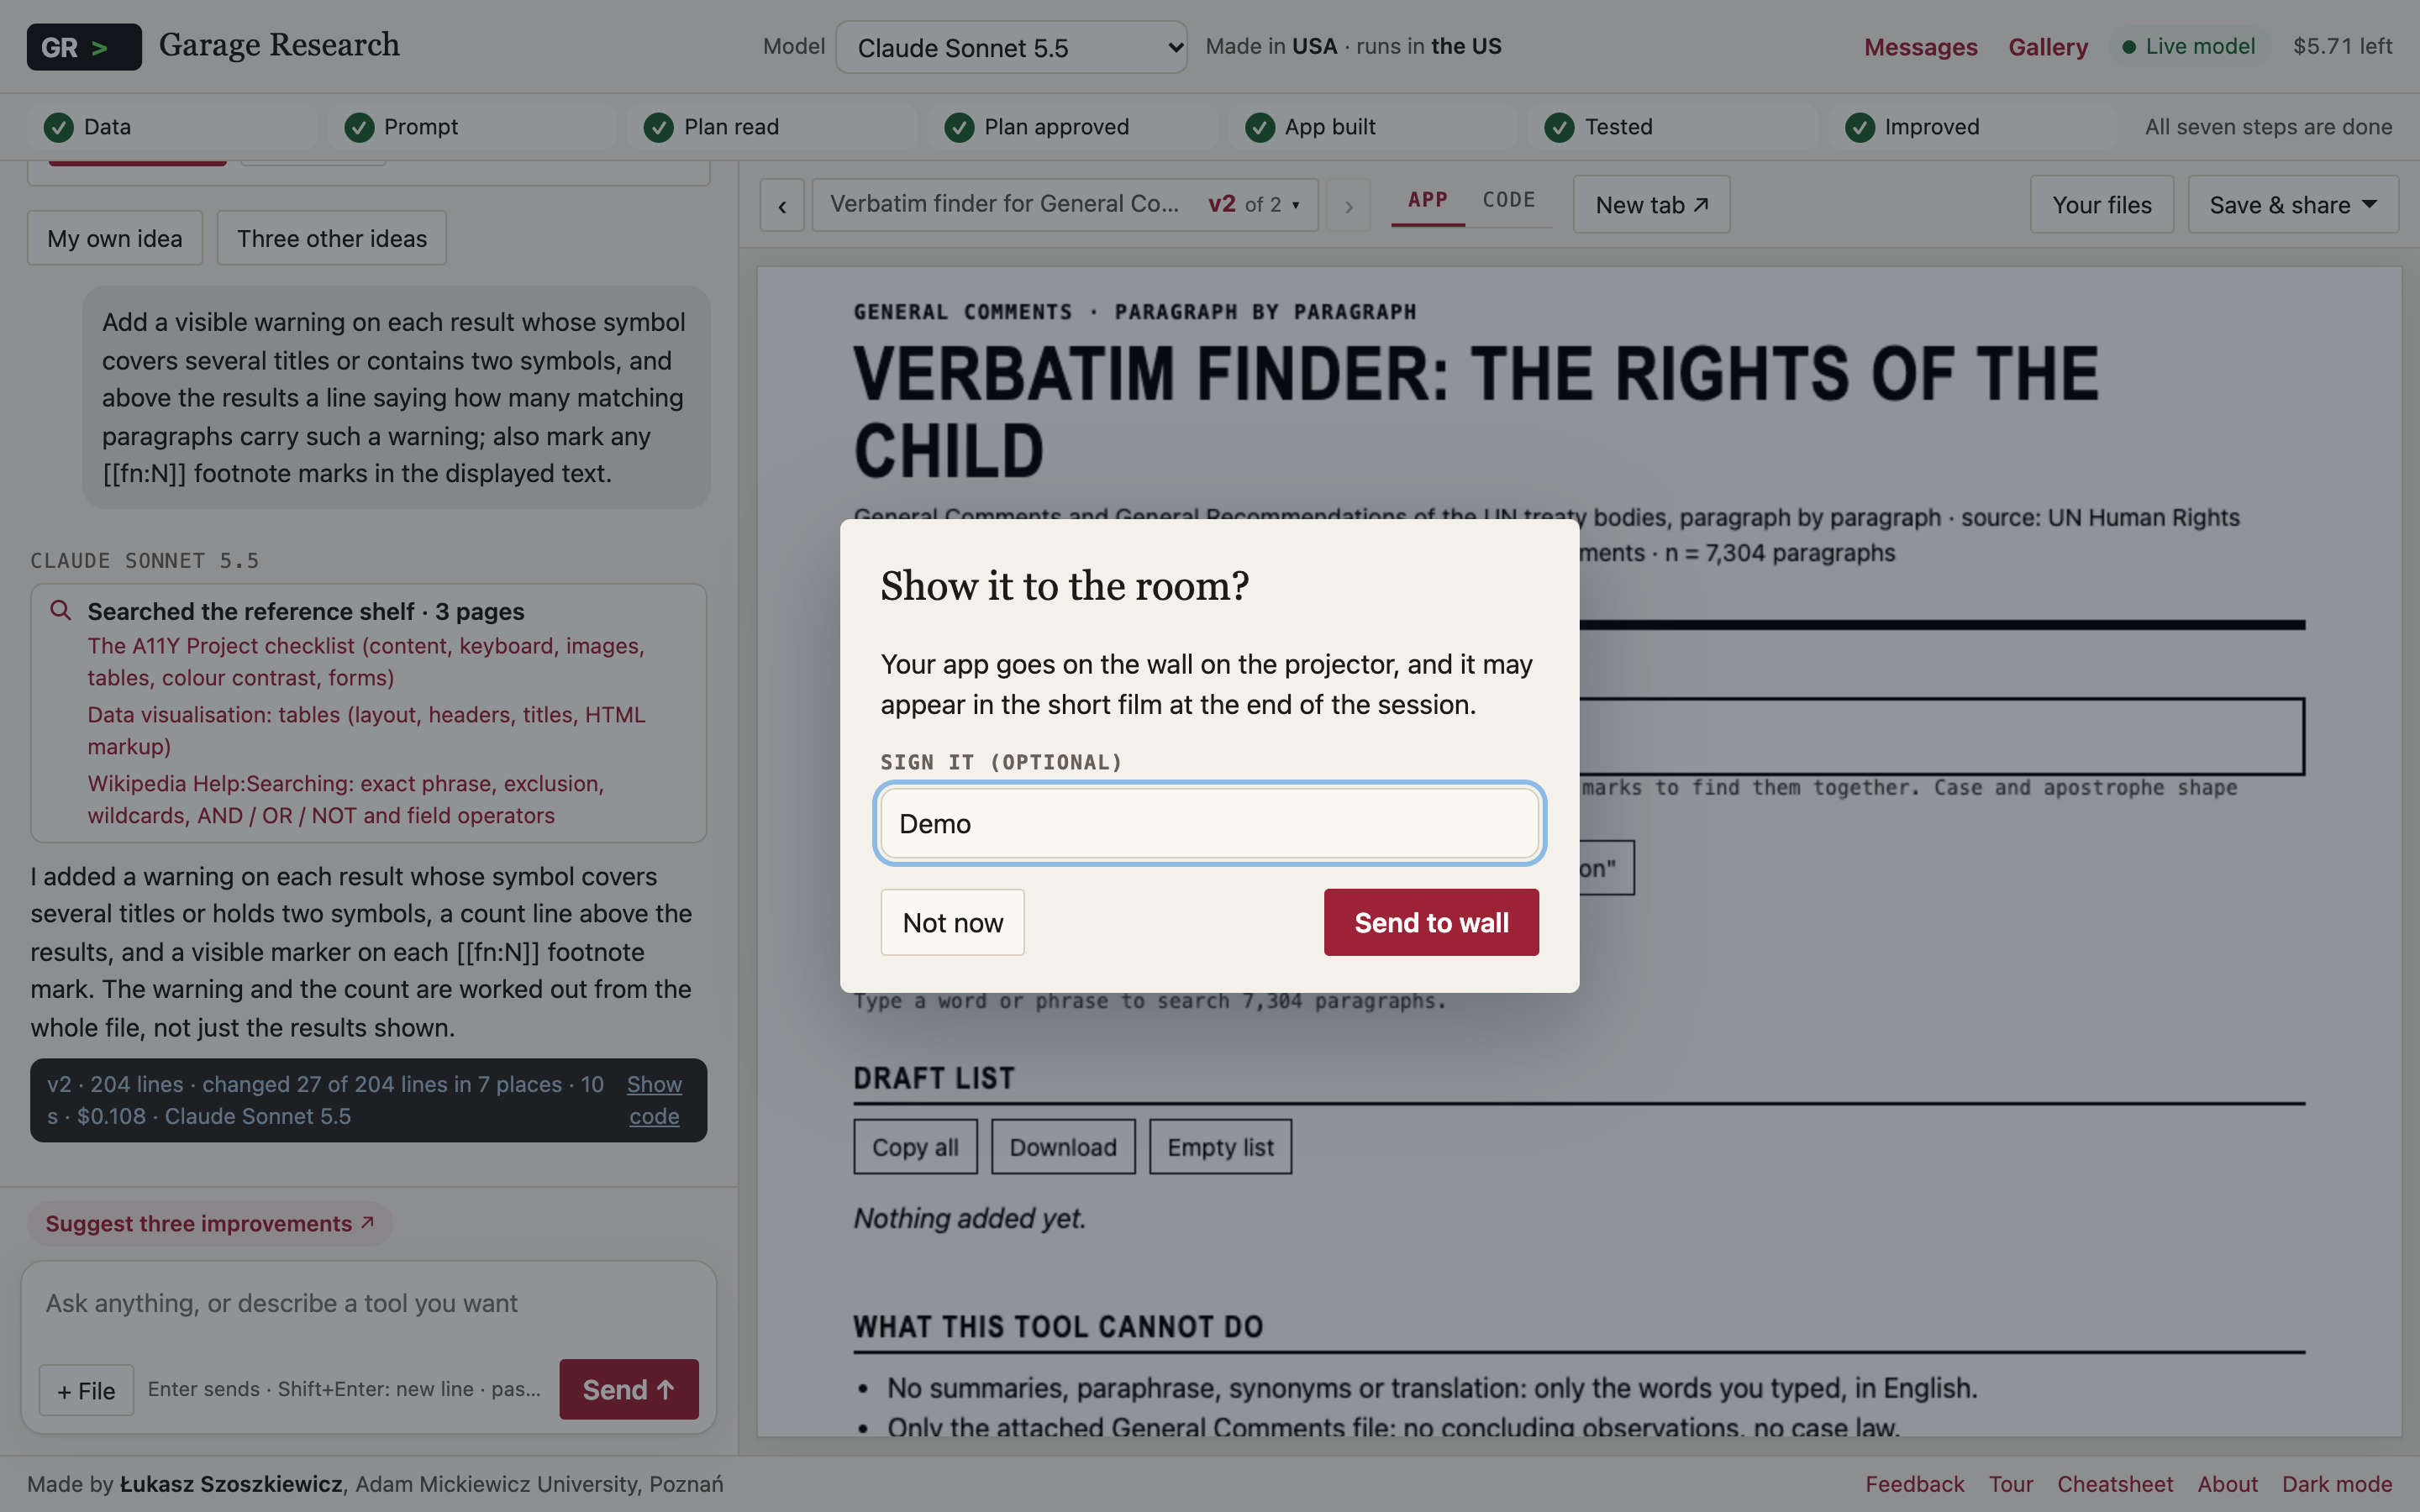 GR >
Garage Research
Model
Claude Sonnet 5.5
Made in USA · runs in the US
Messages
Gallery
Live model
$5.71 left
Data
Prompt
Plan read
Plan approved
App built
Tested
Improved
All seven steps are done
My own idea
Three other ideas
Add a visible warning on each result whose symbol
covers several titles or contains two symbols, and
above the results a line saying how many matching
paragraphs carry such a warning; also mark any
[[fn:N]] footnote marks in the displayed text.
CLAUDE SONNET 5.5
Searched the reference shelf · 3 pages
The A11Y Project checklist (content, keyboard, images,
tables, colour contrast, forms)
Data visualisation: tables (layout, headers, titles, HTML
markup)
Wikipedia Help:Searching: exact phrase, exclusion,
wildcards, AND / OR / NOT and field operators
I added a warning on each result whose symbol covers
several titles or holds two symbols, a count line above the
results, and a visible marker on each [[fn:N]] footnote
mark. The warning and the count are worked out from the
whole file, not just the results shown.
v2 · 204 lines · changed 27 of 204 lines in 7 places · 10
s · $0.108 · Claude Sonnet 5.5
Show
code
Suggest three improvements ↗
Ask anything, or describe a tool you want
+ File
Enter sends · Shift+Enter: new line · pas...
Send ↑
‹
Verbatim finder for General Co...
v2 of 2 ▾
›
APP
CODE
New tab ↗
Your files
Save & share
GENERAL COMMENTS · PARAGRAPH BY PARAGRAPH
VERBATIM FINDER: THE RIGHTS OF THE
CHILD
General Comments and General Recommendations of the UN treaty bodies, paragraph by paragraph · source: UN Human Rights
ments · n = 7,304 paragraphs
marks to find them together. Case and apostrophe shape
on"
Show it to the room?
Your app goes on the wall on the projector, and it may
appear in the short film at the end of the session.
SIGN IT (OPTIONAL)
Demo
Not now
Send to wall
Type a word or phrase to search 7,304 paragraphs.
DRAFT LIST
Copy all
Download
Empty list
Nothing added yet.
WHAT THIS TOOL CANNOT DO
• No summaries, paraphrase, synonyms or translation: only the words you typed, in English.
• Only the attached General Comments file: no concluding observations, no case law.
Made by Łukasz Szoszkiewicz, Adam Mickiewicz University, Poznań
Feedback
Tour
Cheatsheet
About
Dark mode